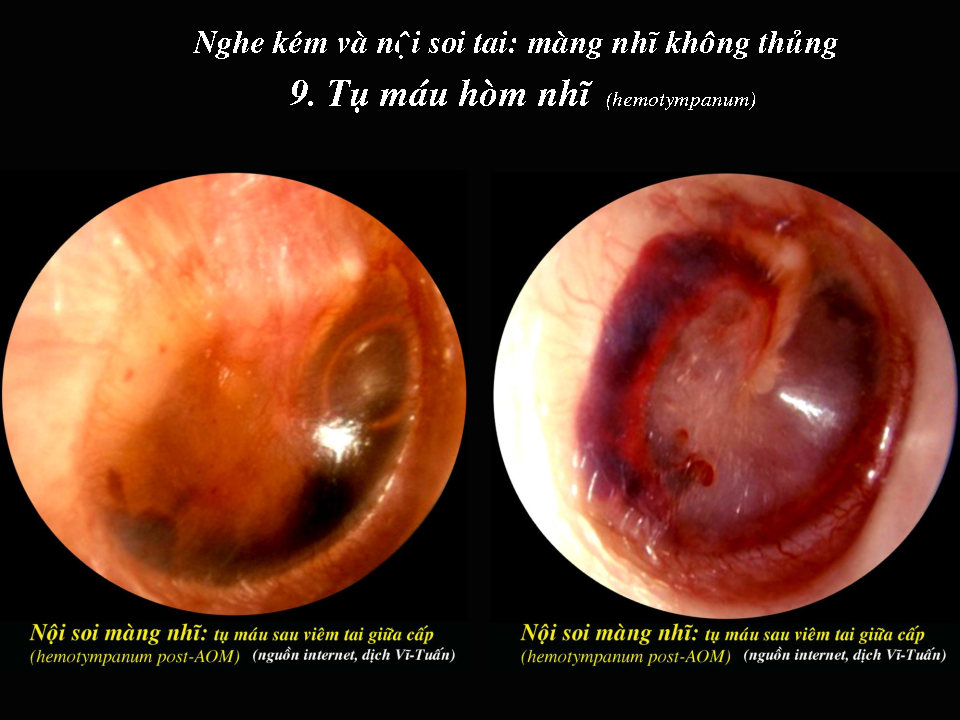 Nghe kém và nội soi tai: màng nhĩ không thủng
9. Tụ máu hòm nhĩ (hemotympanum)
Nội soi màng nhĩ: tụ máu sau viêm tai giữa cấp
(hemotympanum post-AOM) (nguồn internet, dịch Vĩ-Tuấn)
Nội soi màng nhĩ: tụ máu sau viêm tai giữa cấp
(hemotympanum post-AOM) (nguồn internet, dịch Vĩ-Tuấn)